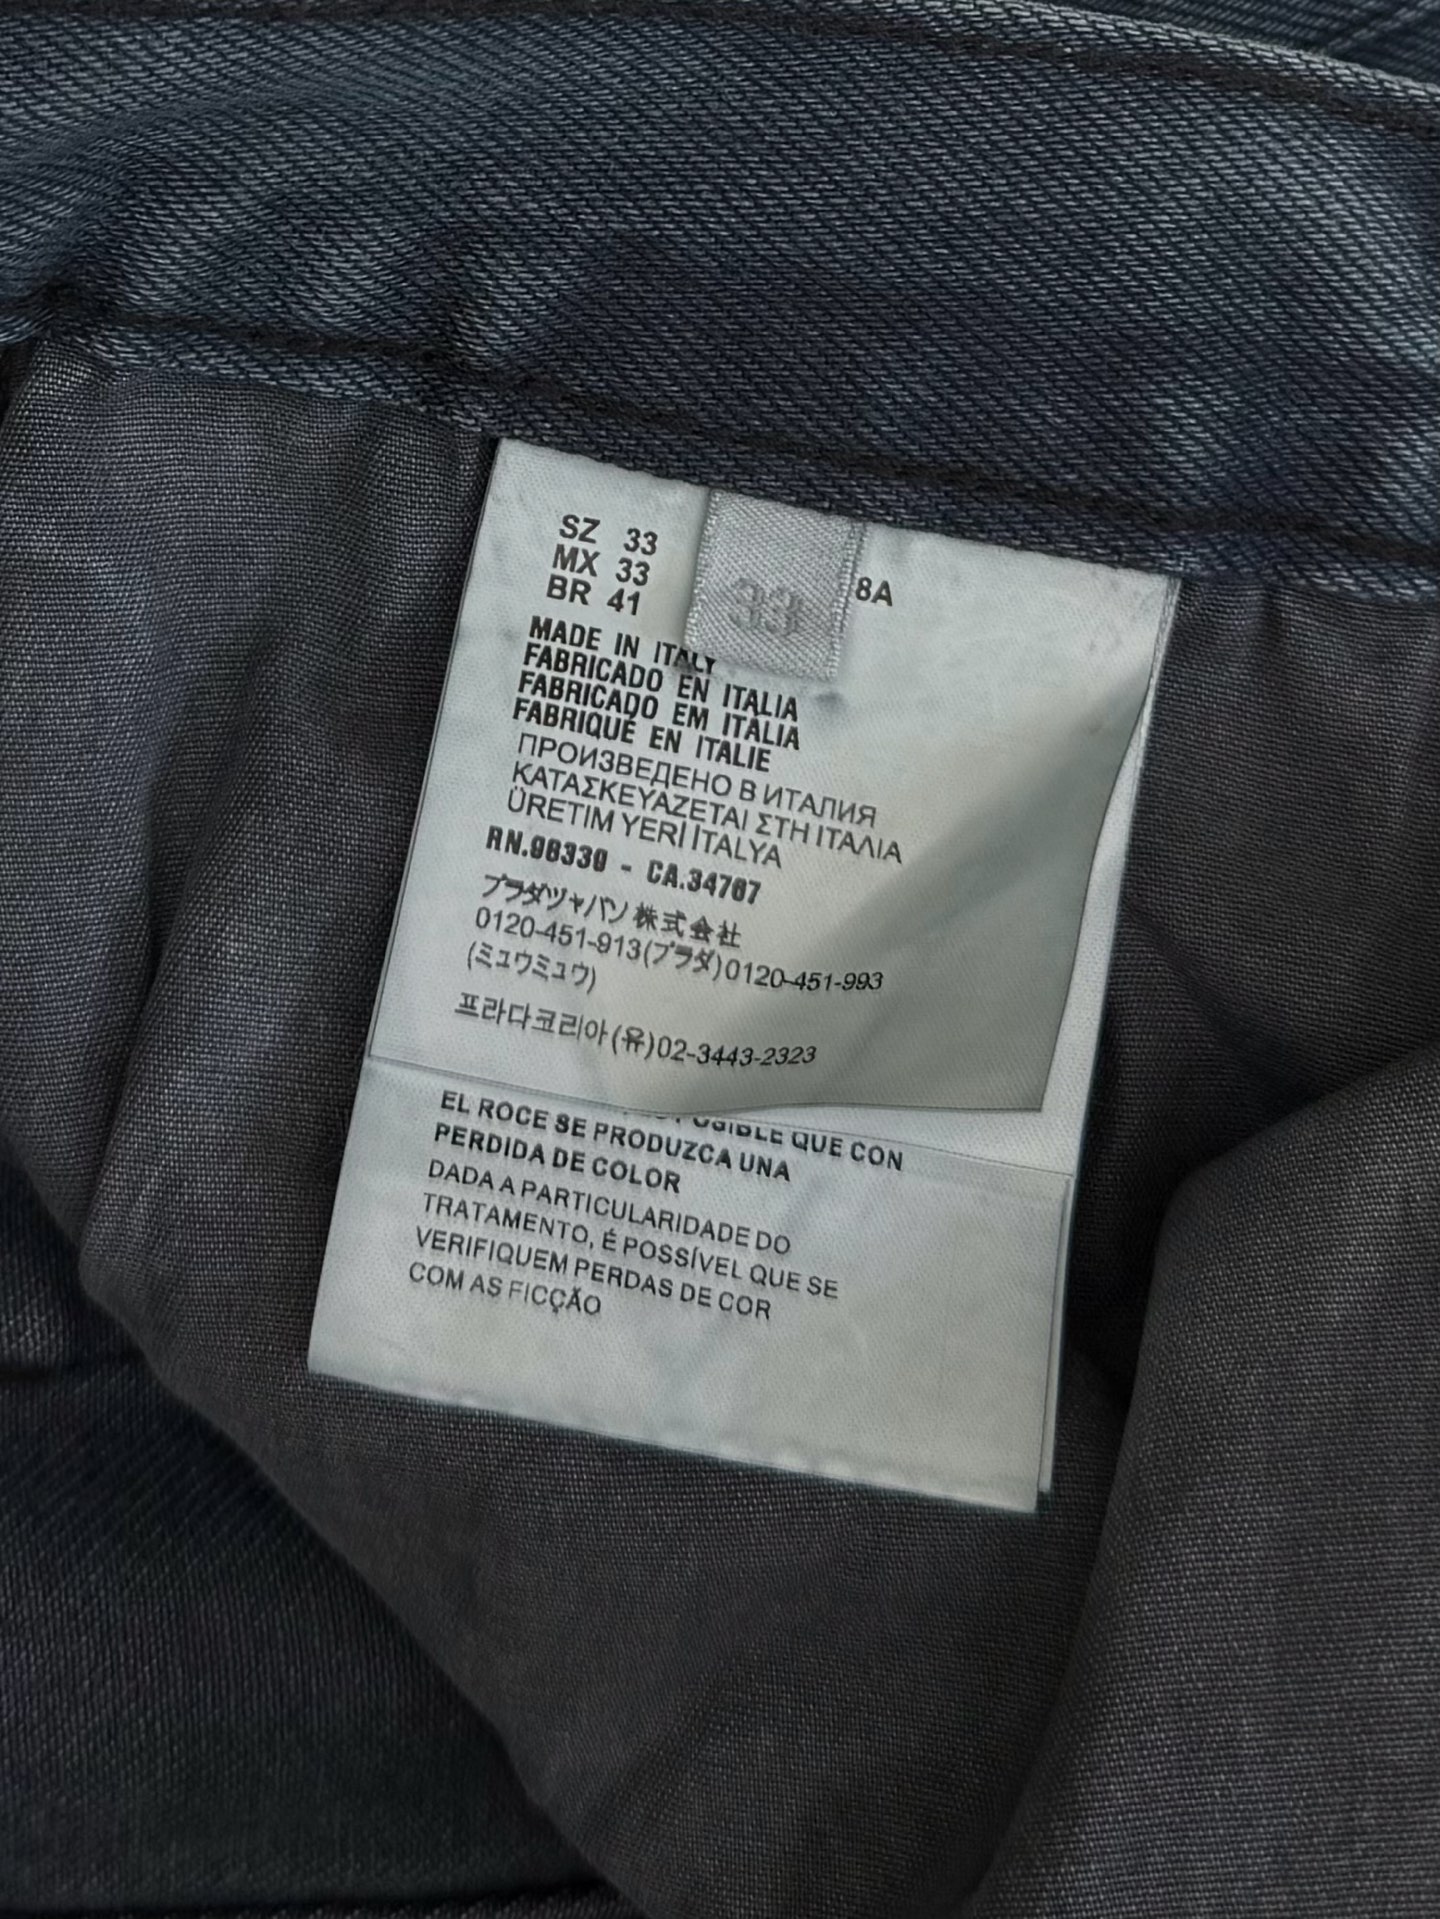 SZ 33
MX 33
BR 41
33
8A
MADE IN ITALY
FABRICADO EN ITALIA
FABRICADO EM ITALIA
FABRIQUÉ EN ITALIE
ПРОИЗВЕДЕНО В ИТАЛИЯ
ΚΑΤΑΣΚΕΥΑΖΕΤΑΙ ΣΤΗ ΙΤΑΛΙΑ
ÜRETIM YERİ İTALYA
RN.96339 - CA.34767
プラダジャパン株式会社
0120-451-913(プラダ)0120-451-993
(ミュウミュウ)
프라다코리아(유)02-3443-2323
QUE CON
EL ROCE SE PRODUZCA UNA
PERDIDA DE COLOR
DADA A PARTICULARIDADE DO
TRATAMENTO, É POSSÍVEL QUE SE
VERIFIQUEM PERDAS DE COR
COM AS FICÇÃO